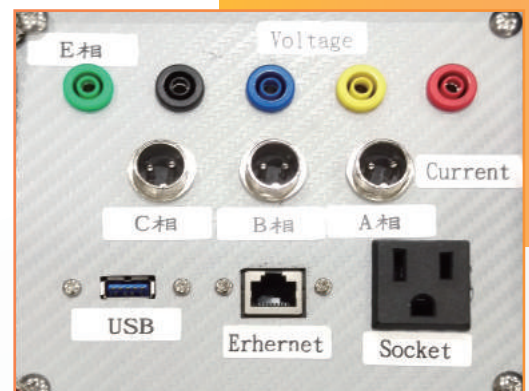 E相
Voltage
Current
C相
B相
A相
USB
Erhernet
Socket